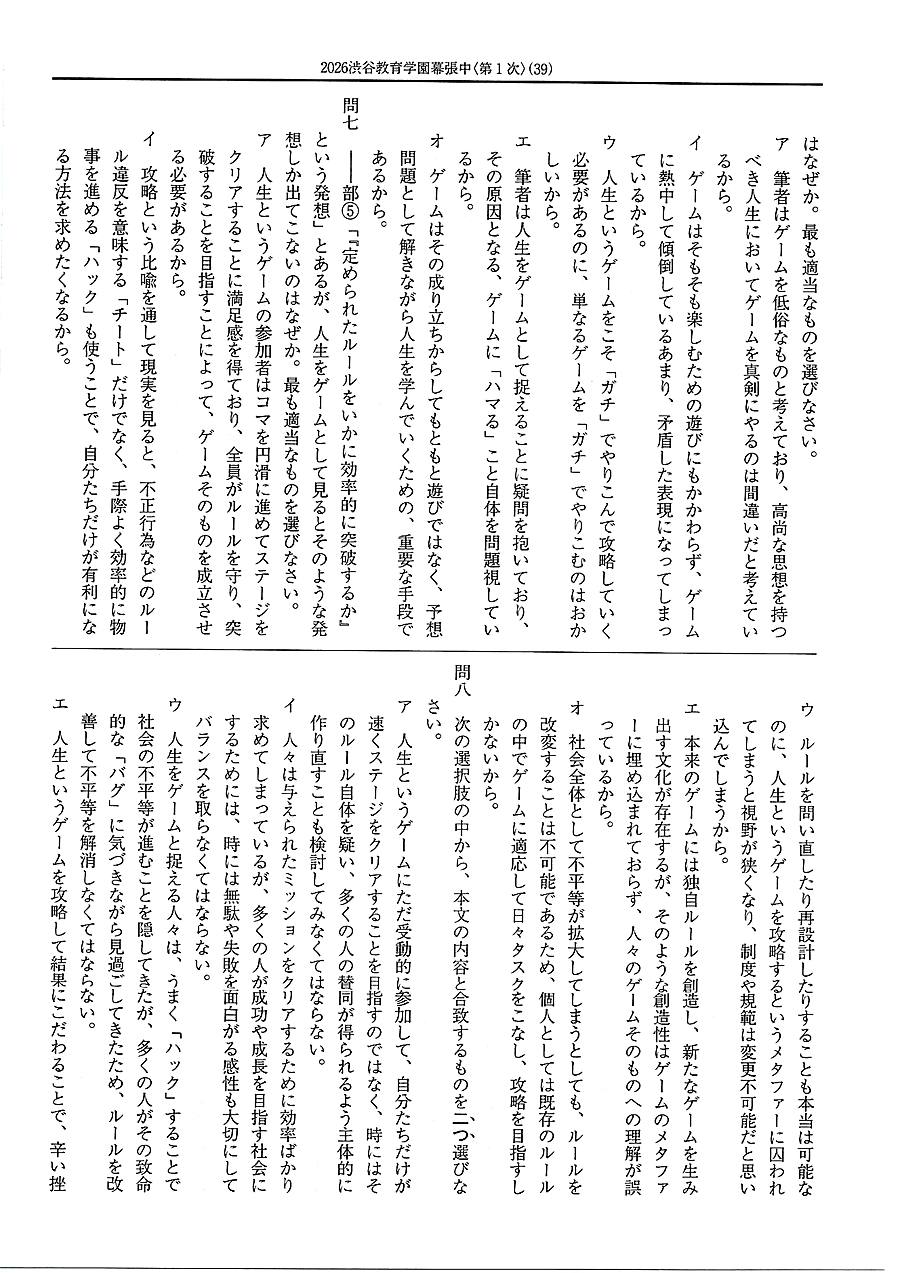 2026渋谷教育学園幕張中〈第1次〉(39)
はなぜか。最も適当なものを選びなさい。
ア 筆者はゲームを低俗なものと考えており、高尚な思想を持つ
べき人生においてゲームを真剣にやるのは間違いだと考えてい
るから。
イ ゲームはそもそも楽しむための遊びにもかかわらず、ゲーム
に熱中して傾倒しているあまり、矛盾した表現になってしまっ
ているから。
ウ 人生というゲームをこそ「ガチ」でやりこんで攻略していく
必要があるのに、単なるゲームを「ガチ」でやりこむのはおか
しいから。
エ 筆者は人生をゲームとして捉えることに疑問を抱いており、
その原因となる、ゲームに「ハマる」こと自体を問題視してい
るから。
オ ゲームはその成り立ちからしてもともと遊びではなく、予想
問題として解きながら人生を学んでいくための、重要な手段で
あるから。
問七 ――部⑤「『定められたルールをいかに効率的に突破するか』
という発想」とあるが、人生をゲームとして見るとそのような発
想しか出てこないのはなぜか。最も適当なものを選びなさい。
ア 人生というゲームの参加者はコマを円滑に進めてステージを
クリアすることに満足感を得ており、全員がルールを守り、突
破することを目指すことによって、ゲームそのものを成立させ
る必要があるから。
イ 攻略という比喩を通して現実を見ると、不正行為などのルー
ル違反を意味する「チート」だけでなく、手際よく効率的に物
事を進める「ハック」も使うことで、自分たちだけが有利にな
る方法を求めたくなるから。
ウ ルールを問い直したり再設計したりすることも本当は可能な
のに、人生というゲームを攻略するというメタファーに囚われ
てしまうと視野が狭くなり、制度や規範は変更不可能だと思い
込んでしまうから。
エ 本来のゲームには独自ルールを創造し、新たなゲームを生み
出す文化が存在するが、そのような創造性はゲームのメタファ
ーに埋め込まれておらず、人々のゲームそのものへの理解が誤
っているから。
オ 社会全体として不平等が拡大してしまうとしても、ルールを
改変することは不可能であるため、個人としては既存のルール
の中でゲームに適応して日々タスクをこなし、攻略を目指すし
かないから。
問八 次の選択肢の中から、本文の内容と合致するものを二つ選びな
さい。
ア 人生というゲームにただ受動的に参加して、自分たちだけが
速くステージをクリアすることを目指すのではなく、時にはそ
のルール自体を疑い、多くの人の賛同が得られるよう主体的に
作り直すことも検討してみなくてはならない。
イ 人々は与えられたミッションをクリアするために効率ばかり
求めてしまっているが、多くの人が成功や成長を目指す社会に
するためには、時には無駄や失敗を面白がる感性も大切にして
バランスを取らなくてはならない。
ウ 人生をゲームと捉える人々は、うまく「ハック」することで
社会の不平等が進むことを隠してきたが、多くの人がその致命
的な「バグ」に気づきながら見過ごしてきたため、ルールを改
善して不平等を解消しなくてはならない。
エ 人生というゲームを攻略して結果にこだわることで、辛い挫